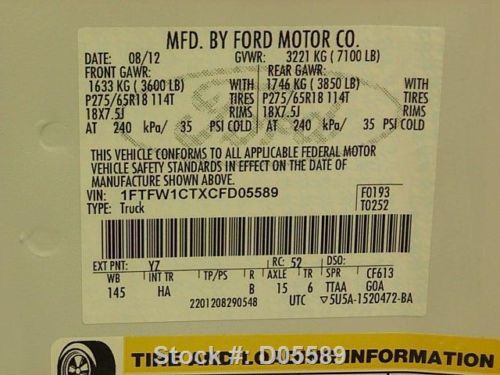 MFD. BY FORD MOTOR CO.
DATE: 08/12 GVWR: 3221 KG ( 7100 LB)
FRONT GAWR: REAR GAWR:
1633 KG ( 3600 LB) WITH 1746 KG ( 3850 LB) WITH
P275/65R18 114T TIRES P275/65R18 114T TIRES
18X7.5J RIMS 18X7.5J RIMS
AT 240 kPa/ 35 PSI COLD AT 240 kPa/ 35 PSI COLD
THIS VEHICLE CONFORMS TO ALL APPLICABLE FEDERAL MOTOR
VEHICLE SAFETY STANDARDS IN EFFECT ON THE DATE OF
MANUFACTURE SHOWN ABOVE.
VIN: 1FTFW1CTXCFD05589 F0193
TYPE: Truck T0252
EXT PNT: Y7 RC: 52 DSO:
WB INT TR TP/PS R AXLE TR SPR CF613
145 HA B 15 6 TTAA GOA
2201208290548 UTC ▽5U5A-1520472-BA
Stock #: D05589
TIRE AND LOADING INFORMATION